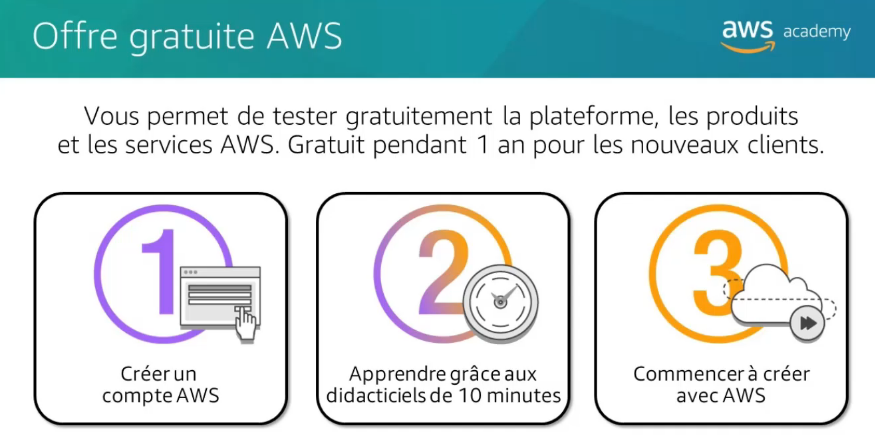 Offre gratuite AWS
aws academy
Vous permet de tester gratuitement la plateforme, les produits
et les services AWS. Gratuit pendant 1 an pour les nouveaux clients.
1
Créer un
compte AWS
2
Apprendre grâce aux
didacticiels de 10 minutes
3
Commencer à créer
avec AWS